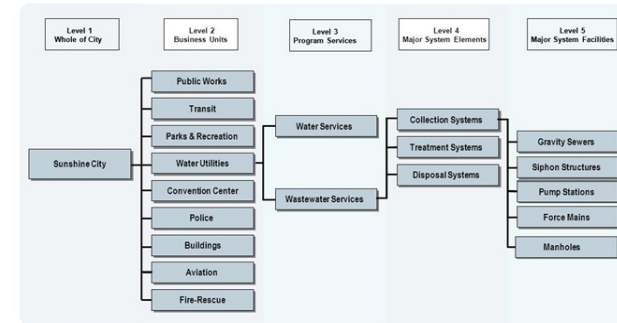 Level 1
Whole of City
Level 2
Business Units
Level 3
Program Services
Level 4
Major System Elements
Level 5
Major System Facilities
Sunshine City
Public Works
Transit
Parks & Recreation
Water Utilities
Convention Center
Police
Buildings
Aviation
Fire-Rescue
Water Services
Wastewater Services
Collection Systems
Treatment Systems
Disposal Systems
Gravity Sewers
Siphon Structures
Pump Stations
Force Mains
Manholes